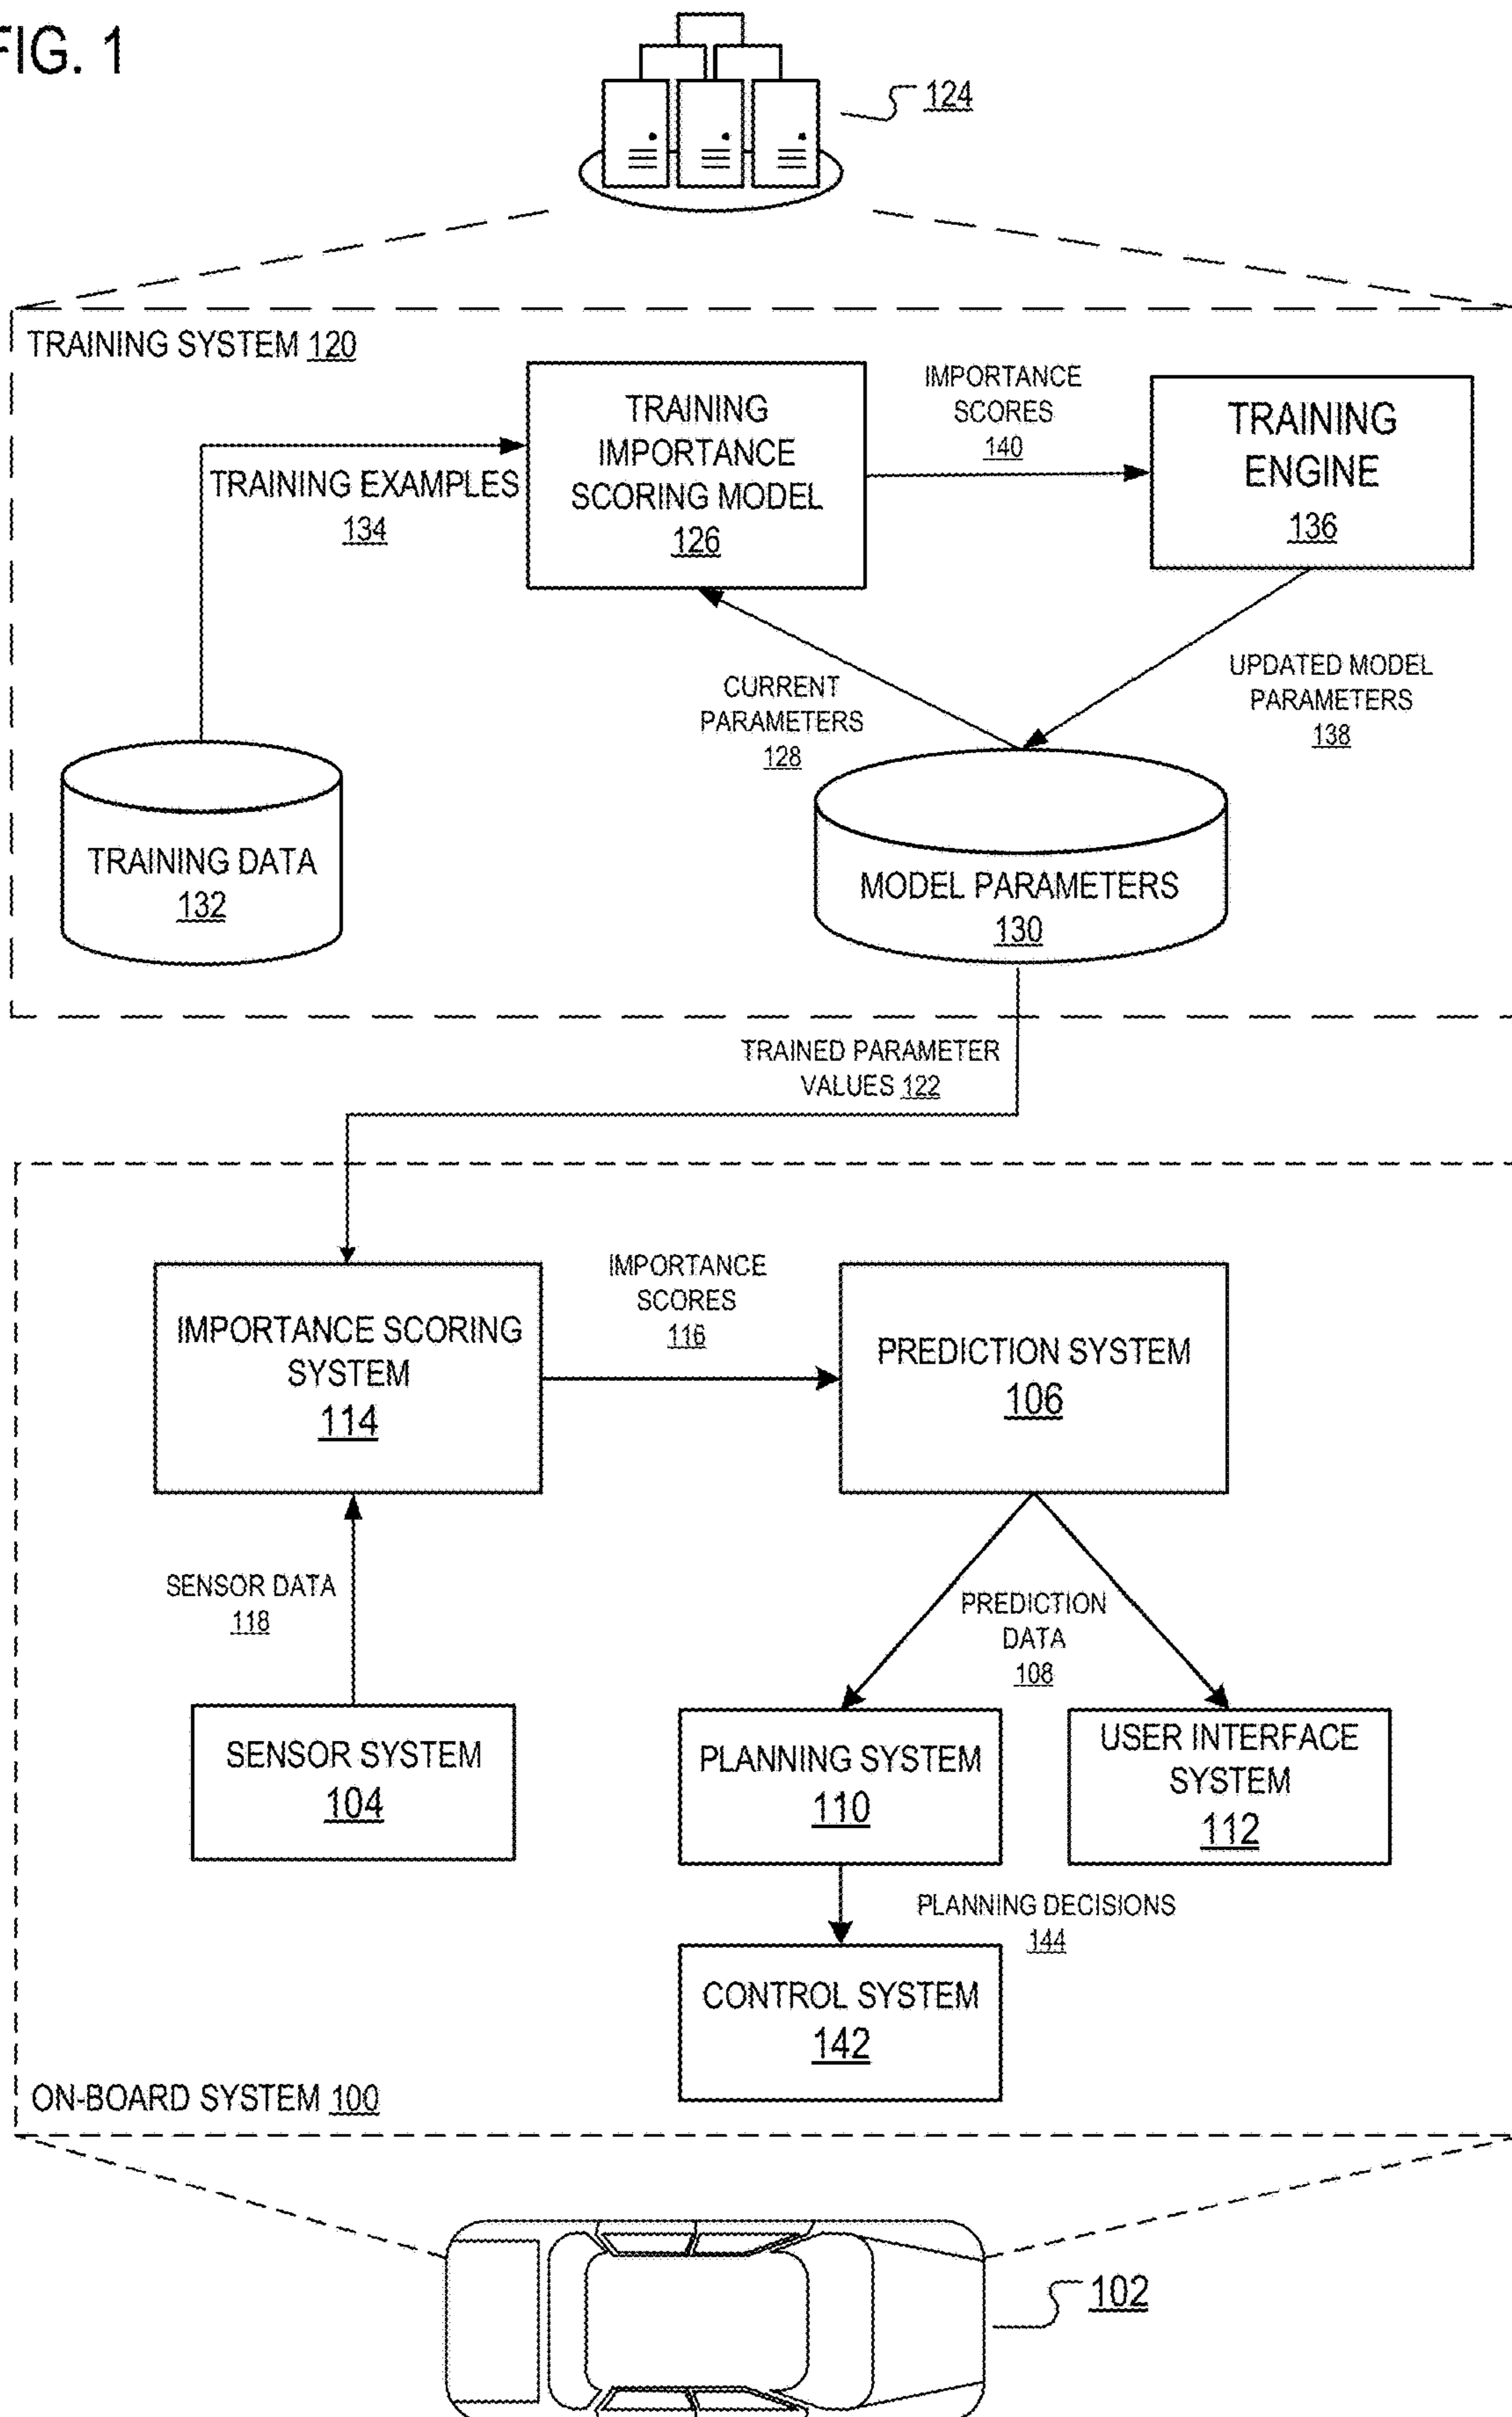 FIG. 1
124
TRAINING SYSTEM 120
TRAINING
IMPORTANCE
SCORING MODEL
126
IMPORTANCE
SCORES
140
TRAINING
ENGINE
136
TRAINING EXAMPLES
134
CURRENT
PARAMETERS
128
UPDATED MODEL
PARAMETERS
138
TRAINING DATA
132
MODEL PARAMETERS
130
TRAINED PARAMETER
VALUES 122
IMPORTANCE SCORING
SYSTEM
114
IMPORTANCE
SCORES
116
PREDICTION SYSTEM
106
SENSOR DATA
118
PREDICTION
DATA
108
SENSOR SYSTEM
104
PLANNING SYSTEM
110
USER INTERFACE
SYSTEM
112
PLANNING DECISIONS
144
CONTROL SYSTEM
142
ON-BOARD SYSTEM 100
102